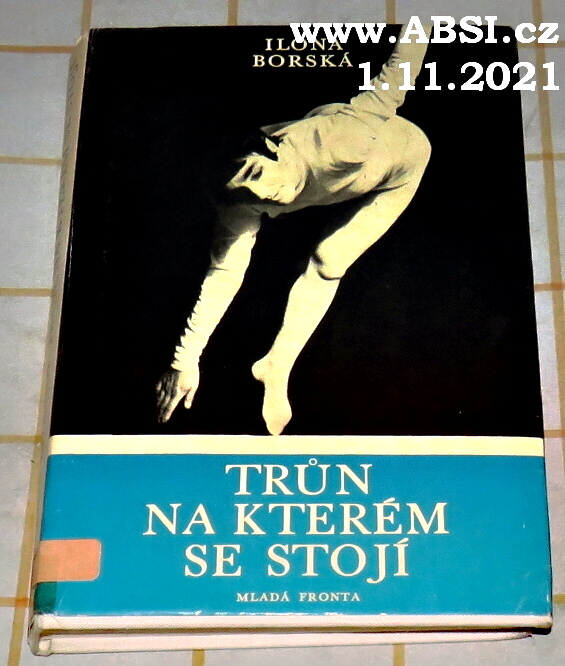 www.ABSI.cz
1.11.2021
ILONA
BORSKÁ
TRŮN
NA KTERÉM
SE STOJÍ
MLADÁ FRONTA